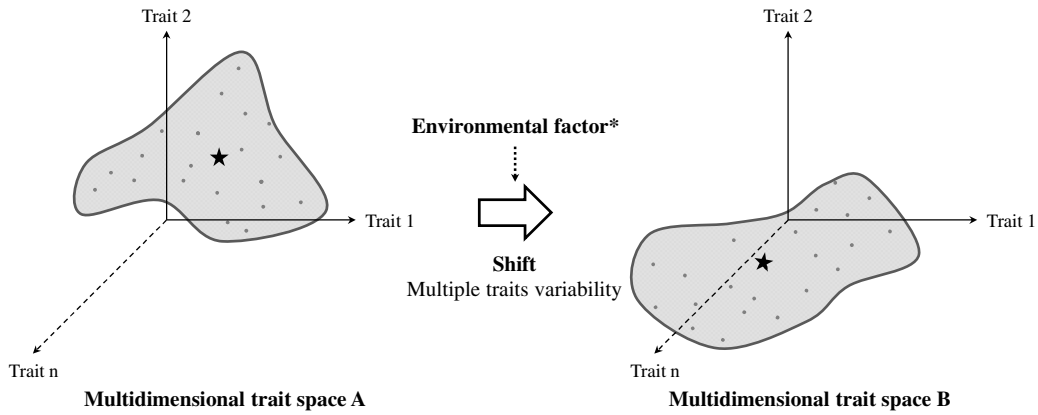 Trait 2
Trait 1
Trait n
Multidimensional trait space A
Environmental factor*
Shift
Multiple traits variability
Trait 2
Trait 1
Trait n
Multidimensional trait space B